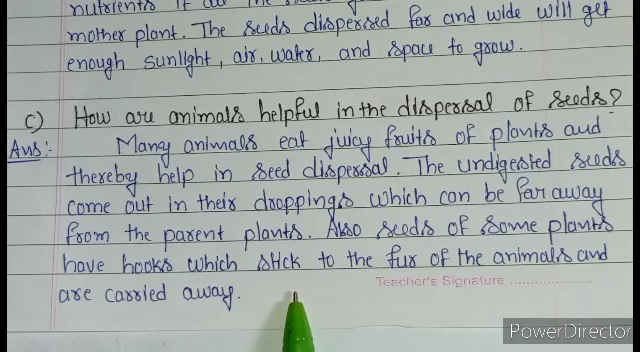 nutrients if
mother plant. The seeds dispersed far and wide will get
enough sunlight, air, water, and space to grow.
c) How are animals helpful in the dispersal of seeds?
Ans:- Many animals eat juicy fruits of plants and
thereby help in seed dispersal. The undigested seeds
come out in their droppings which can be far away
from the parent plants. Also seeds of some plants
have hooks which stick to the fur of the animals and
are carried away.
Teacher's Signature ....................
PowerDirector